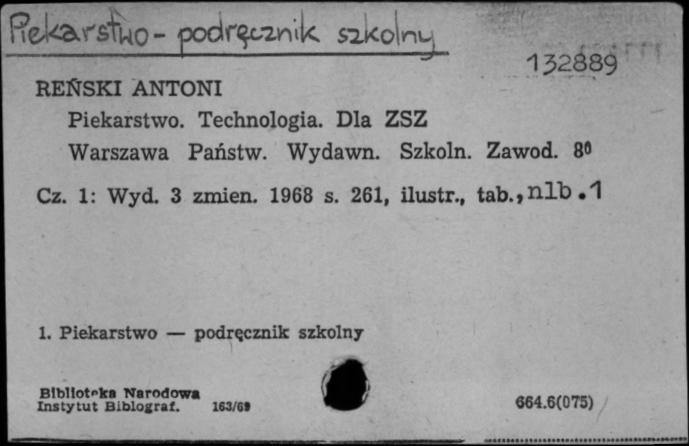 Piekarstwo - podręcznik szkolny
132889
REŃSKI ANTONI
Piekarstwo. Technologia. Dla ZSZ
Warszawa Państw. Wydawn. Szkoln. Zawod. 8⁰
Cz. 1: Wyd. 3 zmien. 1968 s. 261, ilustr., tab., nlb.1
1. Piekarstwo — podręcznik szkolny
Biblioteka Narodowa
Instytut Bibliograf. 163/69
664.6(075)